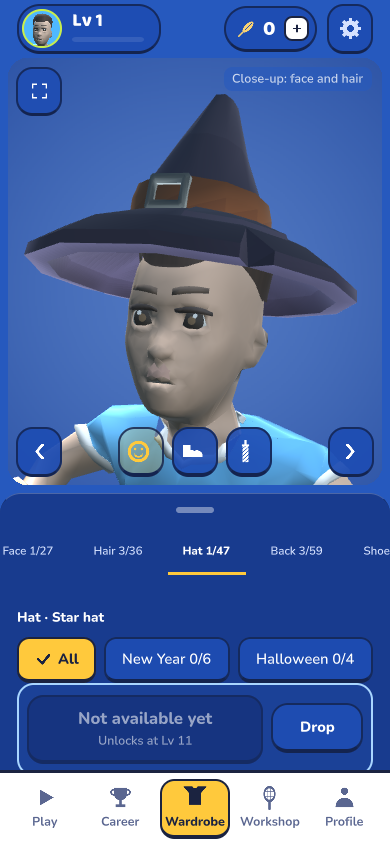 Lv 1
0
+
Close-up: face and hair
Face 1/27
Hair 3/36
Hat 1/47
Back 3/59
Shoe
Hat · Star hat
All
New Year 0/6
Halloween 0/4
Not available yet
Unlocks at Lv 11
Drop
Play
Career
Wardrobe
Workshop
Profile